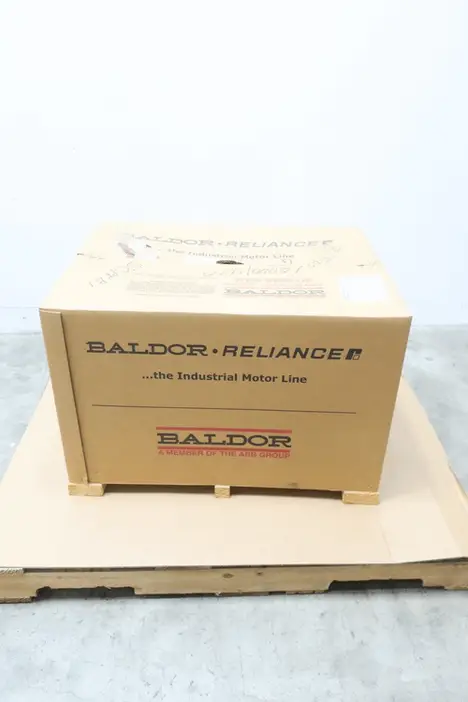 BALDOR • RELIANCE
the Industrial Motor Line
BALDOR
BALDOR • RELIANCE
...the Industrial Motor Line
BALDOR
A MEMBER OF THE ABB GROUP